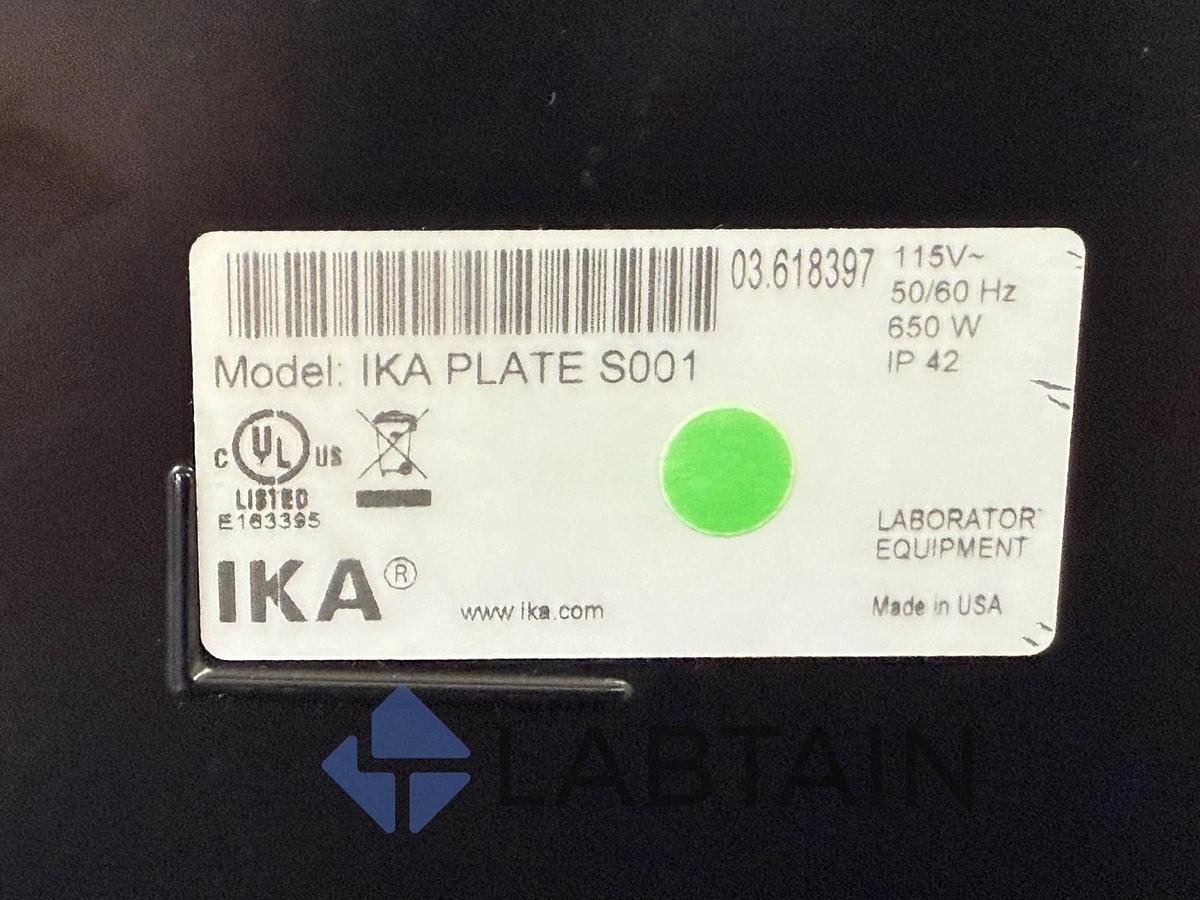 03.618397
115V~
50/60 Hz
650 W
IP 42
Model: IKA PLATE S001
C UL US
LISTED
E163395
LABORATOR
EQUIPMENT
IKA®
www.ika.com
Made in USA
LABTAIN